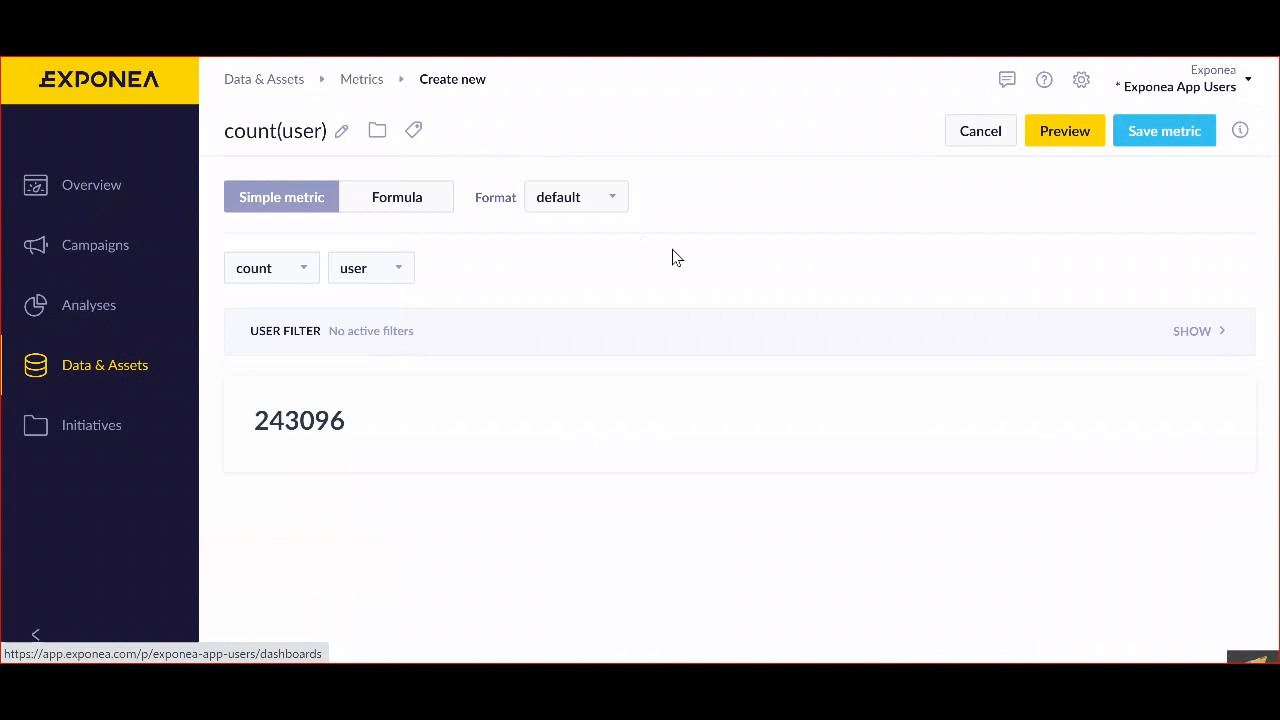 EXPONEA
Data & Assets Metrics Create new
Exponea
* Exponea App Users
count(user)
Cancel Preview Save metric
Overview
Simple metric Formula Format default
Campaigns
count user
Analyses
USER FILTER No active filters SHOW
Data & Assets
243096
Initiatives
https://app.exponea.com/p/exponea-app-users/dashboards